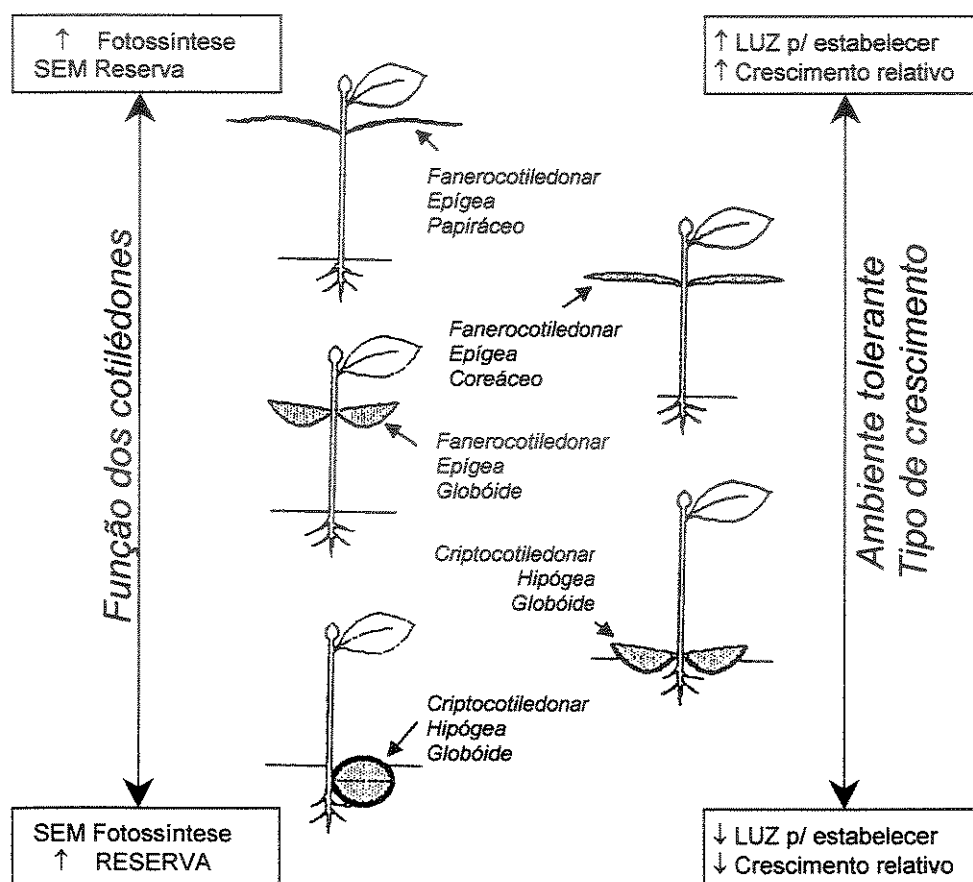 ↑ Fotossíntese
SEM Reserva
↑ LUZ p/ estabelecer
↑ Crescimento relativo
Função dos cotilédones
Ambiente tolerante
Tipo de crescimento
Fanerocotiledonar
Epígea
Papiráceo
Fanerocotiledonar
Epígea
Coreáceo
Fanerocotiledonar
Epígea
Globóide
Criptocotiledonar
Hipógea
Globóide
Criptocotiledonar
Hipógea
Globóide
SEM Fotossíntese
↑ RESERVA
↓ LUZ p/ estabelecer
↓ Crescimento relativo